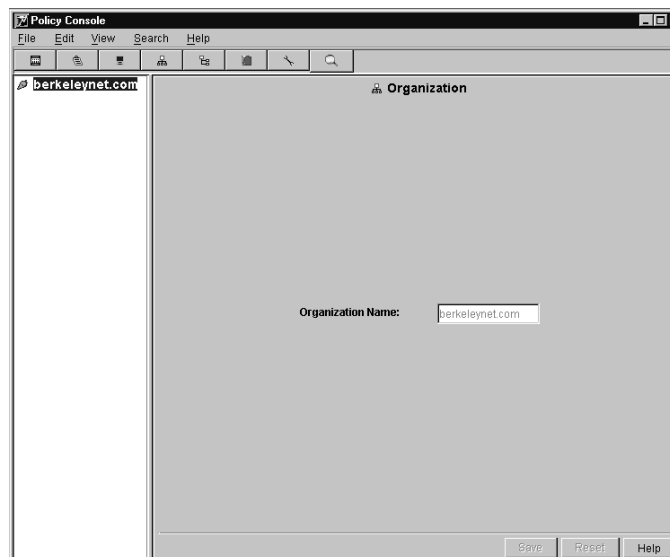 Policy Console
File Edit View Search Help
berkeleynet.com
Organization
Organization Name: berkeleynet.com
Save Reset Help